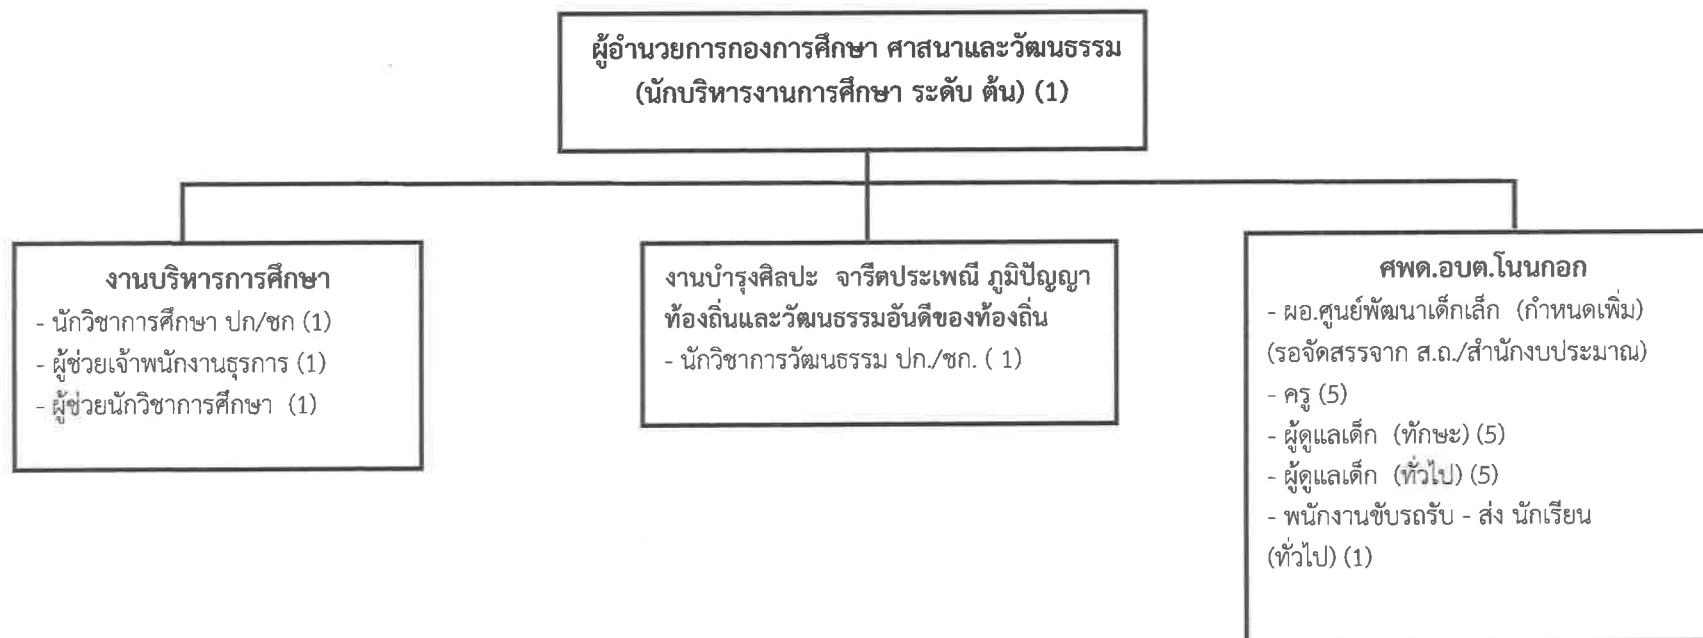 ผู้อำนวยการกองการศึกษา ศาสนาและวัฒนธรรม
(นักบริหารงานการศึกษา ระดับ ต้น) (1)
งานบริหารการศึกษา
- นักวิชาการศึกษา ปก/ชก (1)
- ผู้ช่วยเจ้าพนักงานธุรการ (1)
- ผู้ช่วยนักวิชาการศึกษา (1)
งานบำรุงศิลปะ จารีตประเพณี ภูมิปัญญา
ท้องถิ่นและวัฒนธรรมอันดีของท้องถิ่น
- นักวิชาการวัฒนธรรม ปก./ชก. ( 1)
ศพด.อบต.โนนกอก
- ผอ.ศูนย์พัฒนาเด็กเล็ก (กำหนดเพิ่ม)
(รอจัดสรรจาก ส.ถ./สำนักงบประมาณ)
- ครู (5)
- ผู้ดูแลเด็ก (ทักษะ) (5)
- ผู้ดูแลเด็ก (ทั่วไป) (5)
- พนักงานขับรถรับ - ส่ง นักเรียน
(ทั่วไป) (1)